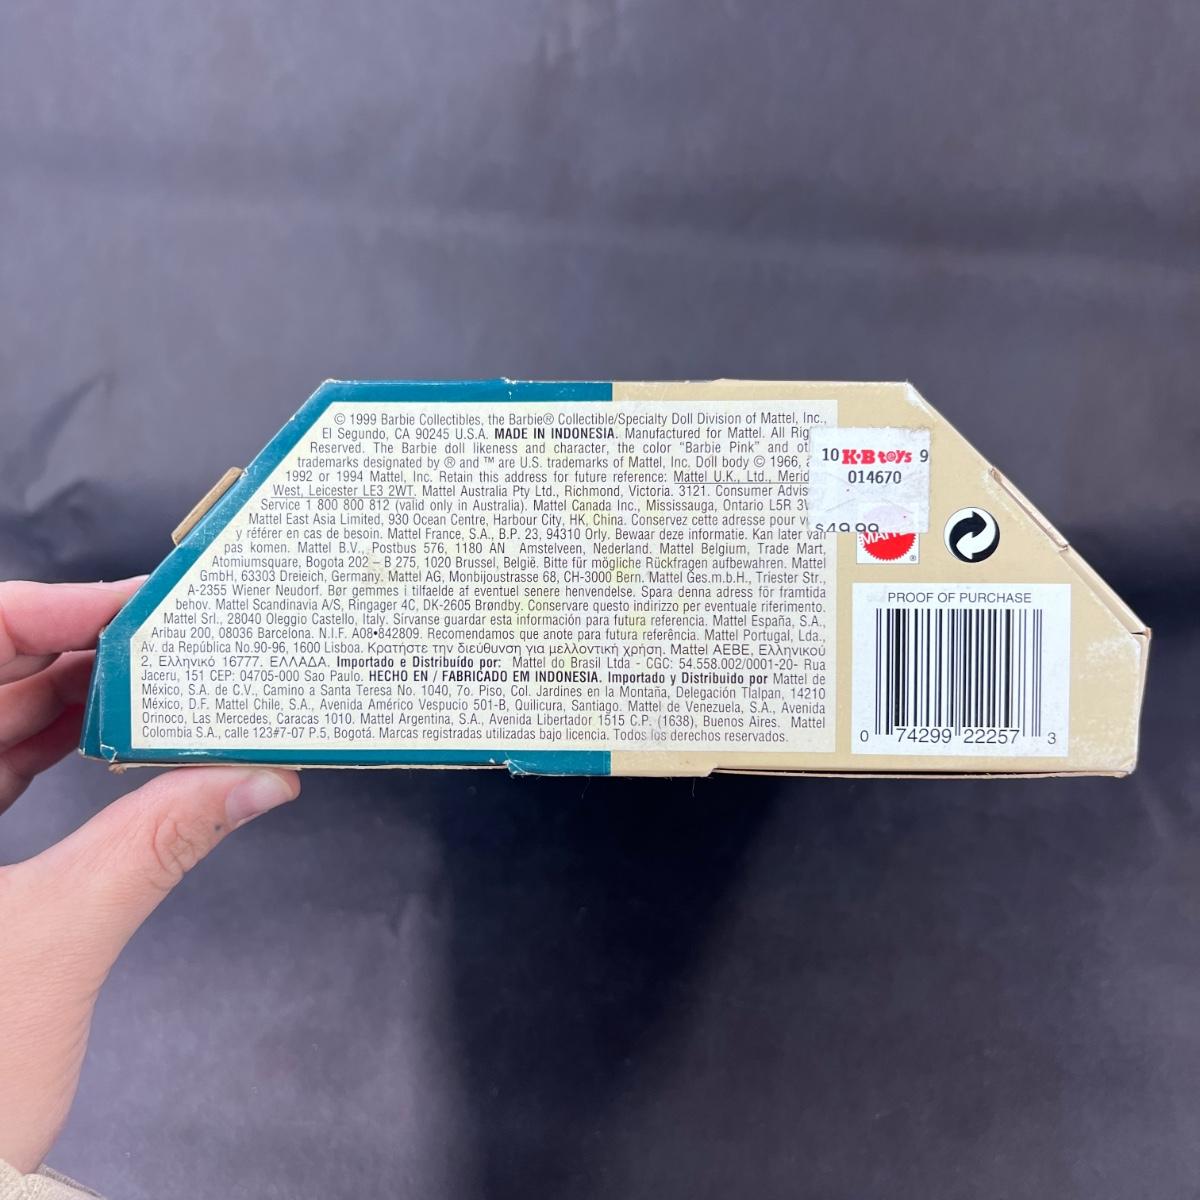 © 1999 Barbie Collectibles, the Barbie® Collectible/Specialty Doll Division of Mattel, Inc.,
El Segundo, CA 90245 U.S.A. MADE IN INDONESIA. Manufactured for Mattel. All Rig
Reserved. The Barbie doll likeness and character, the color “Barbie Pink” and ot
trademarks designated by ® and ™ are U.S. trademarks of Mattel, Inc. Doll body © 1966,
1992 or 1994 Mattel, Inc. Retain this address for future reference: Mattel U.K., Ltd., Merid
West, Leicester LE3 2WT. Mattel Australia Pty Ltd., Richmond, Victoria. 3121. Consumer Advis
Service 1 800 800 812 (valid only in Australia). Mattel Canada Inc., Mississauga, Ontario L5R 3W
Mattel East Asia Limited, 930 Ocean Centre, Harbour City, HK, China. Conservez cette adresse pour v
y référer en cas de besoin. Mattel France, S.A., B.P. 23, 94310 Orly. Bewaar deze informatie. Kan later van
pas komen. Mattel B.V., Postbus 576, 1180 AN Amstelveen, Nederland. Mattel Belgium, Trade Mart,
Atomiumsquare, Bogota 202 – B 275, 1020 Brussel, België. Bitte für mögliche Rückfragen aufbewahren. Mattel
GmbH, 63303 Dreieich, Germany. Mattel AG, Monbijoustrasse 68, CH-3000 Bern. Mattel Ges.m.b.H., Triester Str.,
A-2355 Wiener Neudorf. Bør gemmes i tilfaelde af eventuel senere henvendelse. Spara denna adress för framtida
behov. Mattel Scandinavia A/S, Ringager 4C, DK-2605 Brøndby. Conservare questo indirizzo per eventuale riferimento.
Mattel Srl., 28040 Oleggio Castello, Italy. Sírvanse guardar esta información para futura referencia. Mattel España, S.A.,
Aribau 200, 08036 Barcelona. N.I.F. A08•842809. Recomendamos que anote para futura referência. Mattel Portugal, Lda.,
Av. da República No.90-96, 1600 Lisboa. Κρατήστε την διεύθυνση για μελλοντική χρήση. Mattel AEBE, Ελληνικού
2, Ελληνικό 16777. ΕΛΛΑΔΑ. Importado e Distribuído por: Mattel do Brasil Ltda - CGC: 54.558.002/0001-20- Rua
Jaceru, 151 CEP: 04705-000 Sao Paulo. HECHO EN / FABRICADO EM INDONESIA. Importado y Distribuido por Mattel de
México, S.A. de C.V., Camino a Santa Teresa No. 1040, 7o. Piso, Col. Jardines en la Montaña, Delegación Tlalpan, 14210
México, D.F. Mattel Chile, S.A., Avenida Américo Vespucio 501-B, Quilicura, Santiago. Mattel de Venezuela, S.A., Avenida
Orinoco, Las Mercedes, Caracas 1010. Mattel Argentina, S.A., Avenida Libertador 1515 C.P. (1638), Buenos Aires. Mattel
Colombia S.A., calle 123#7-07 P.5, Bogotá. Marcas registradas utilizadas bajo licencia. Todos los derechos reservados.
10 K·B toys 9
014670
$49.99
MATTEL ®
PROOF OF PURCHASE
0 74299 22257 3